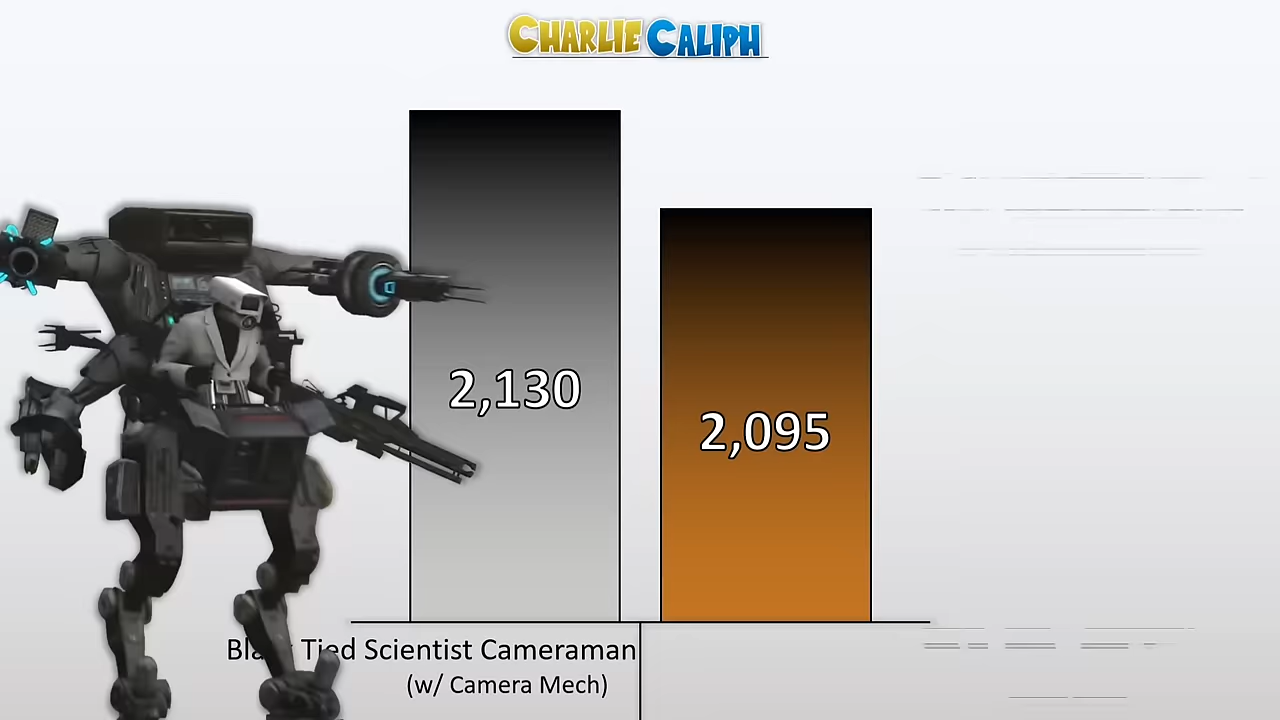 CHARLIE CALIPH
2,130
2,095
Tied Scientist Cameraman
(w/ Camera Mech)